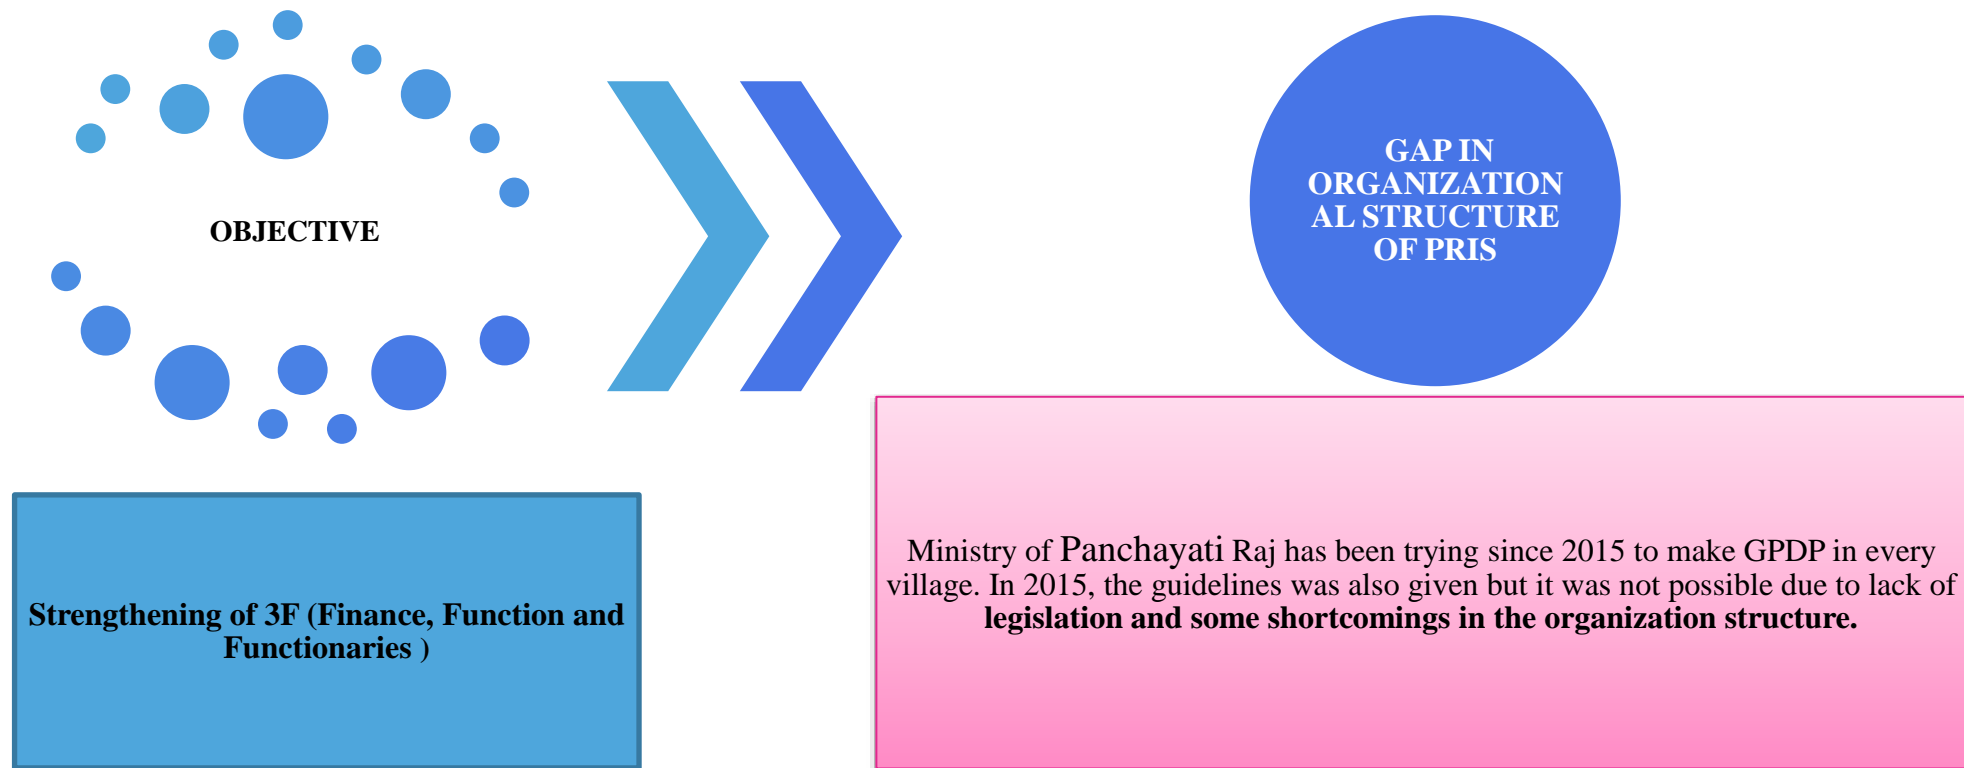 OBJECTIVE
Strengthening of 3F (Finance, Function and
Functionaries )
GAP IN
ORGANIZATION
AL STRUCTURE
OF PRIS
Ministry of Panchayati Raj has been trying since 2015 to make GPDP in every
village. In 2015, the guidelines was also given but it was not possible due to lack of
legislation and some shortcomings in the organization structure.